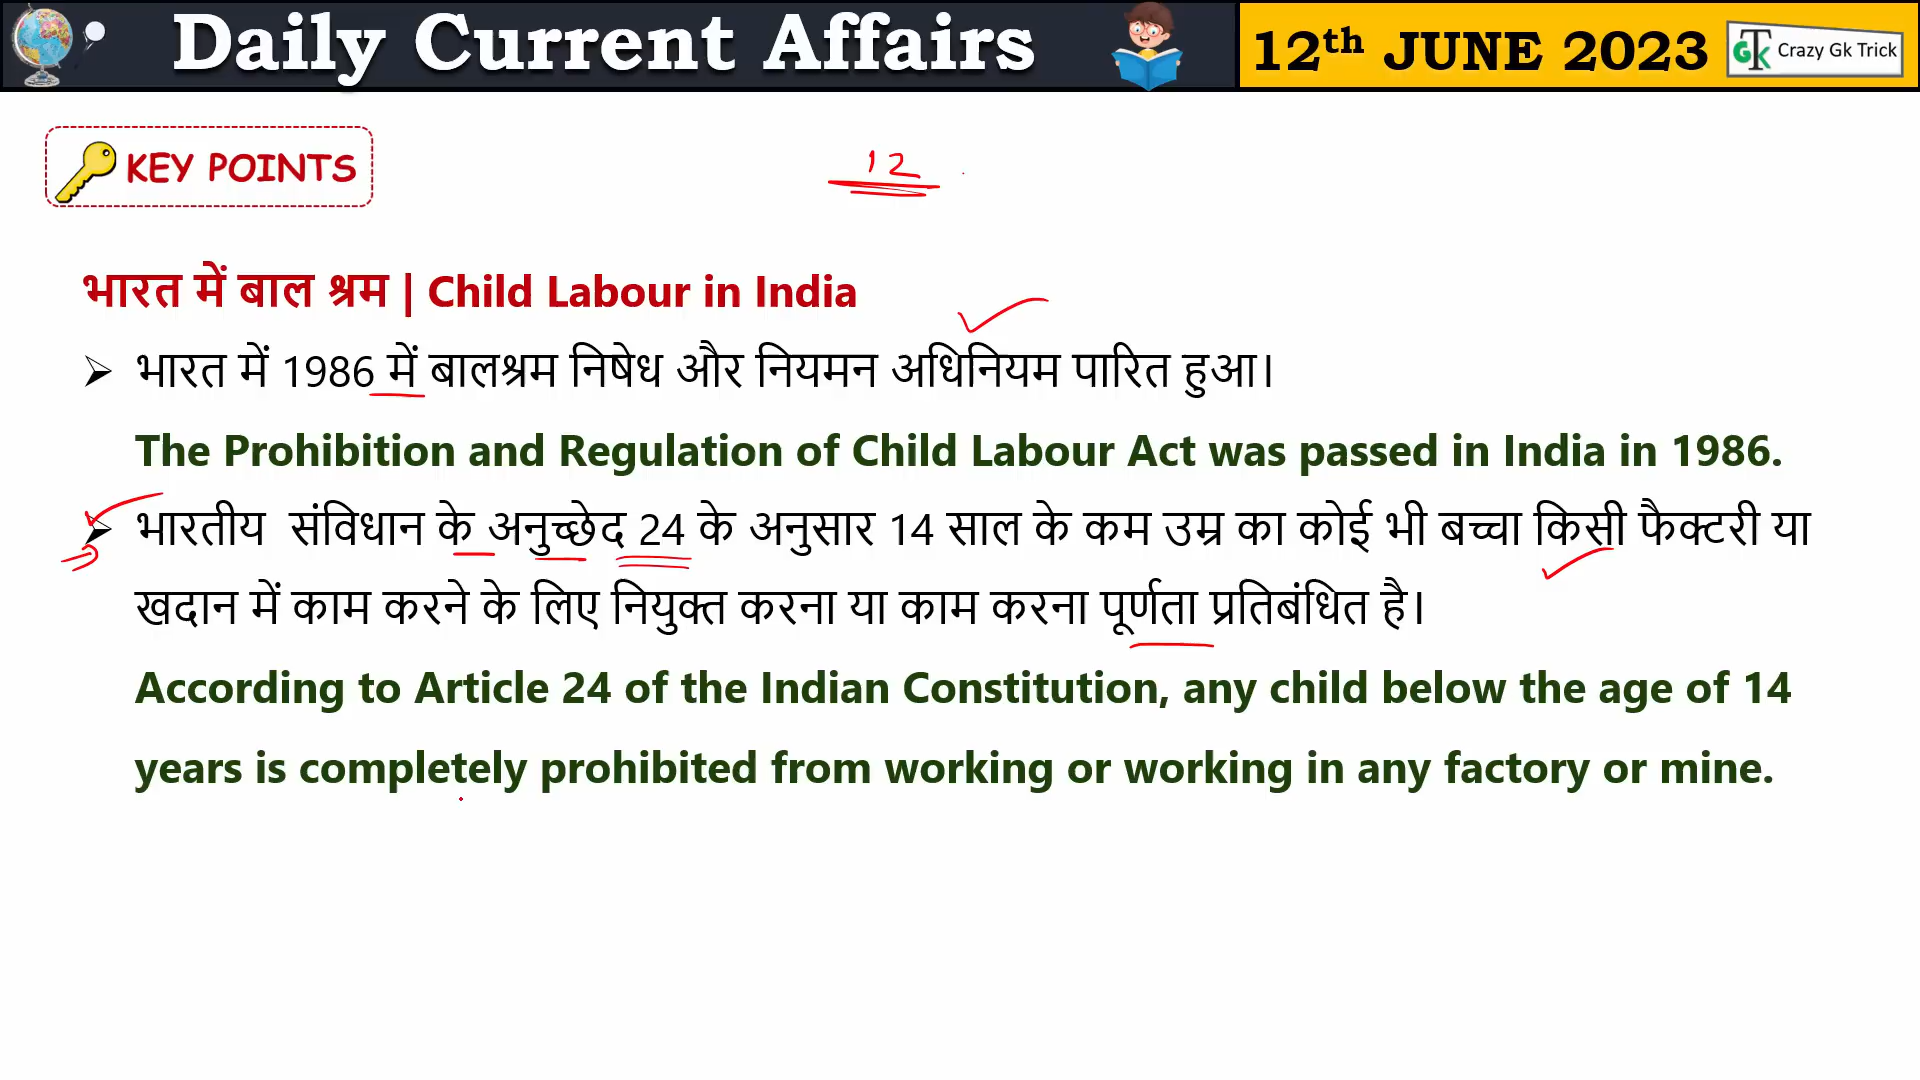 Daily Current Affairs
12th JUNE 2023
GTK Crazy Gk Trick
KEY POINTS
12
भारत में बाल श्रम | Child Labour in India
➢ भारत में 1986 में बालश्रम निषेध और नियमन अधिनियम पारित हुआ।
The Prohibition and Regulation of Child Labour Act was passed in India in 1986.
➢ भारतीय संविधान के अनुच्छेद 24 के अनुसार 14 साल के कम उम्र का कोई भी बच्चा किसी फैक्टरी या
खदान में काम करने के लिए नियुक्त करना या काम करना पूर्णता प्रतिबंधित है।
According to Article 24 of the Indian Constitution, any child below the age of 14
years is completely prohibited from working or working in any factory or mine.